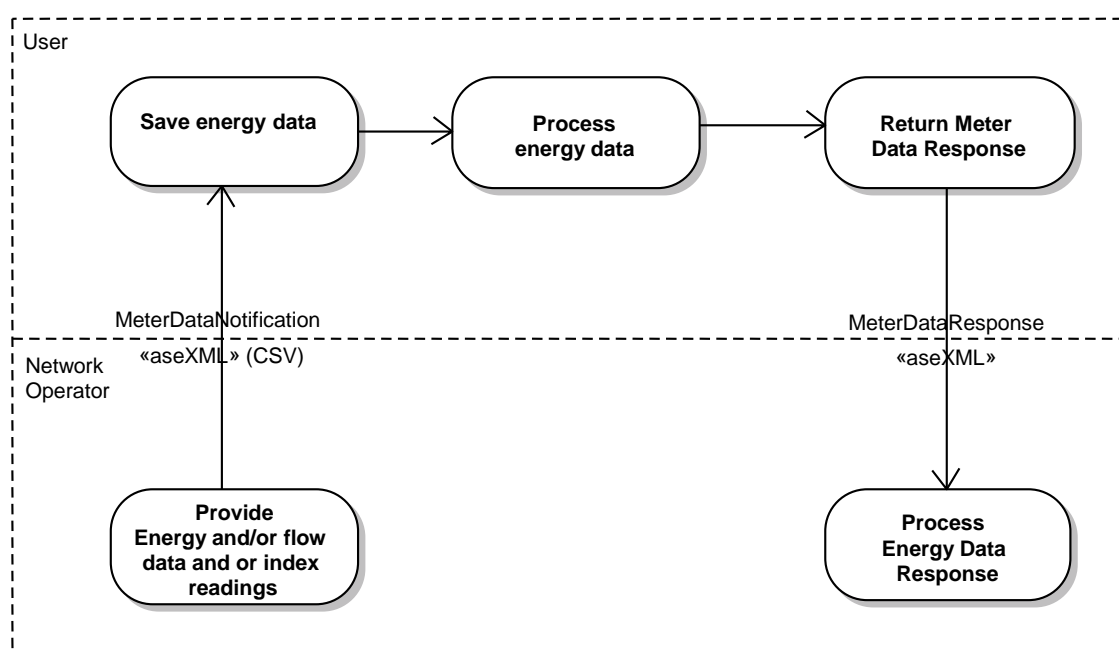 User
Save energy data
Process
energy data
Return Meter
Data Response
MeterDataNotification
«aseXML» (CSV)
MeterDataResponse
«aseXML»
Network
Operator
Provide
Energy and/or flow
data and or index
readings
Process
Energy Data
Response